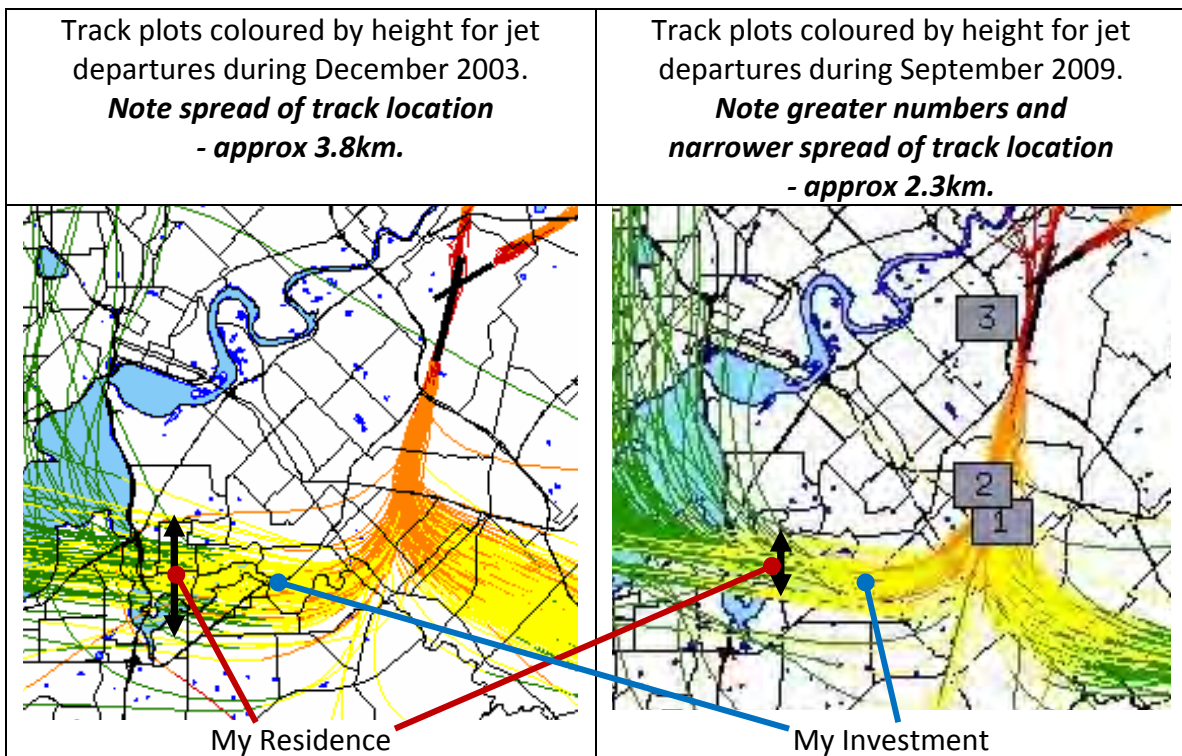 Track plots coloured by height for jet
departures during December 2003.
Note spread of track location
- approx 3.8km.
Track plots coloured by height for jet
departures during September 2009.
Note greater numbers and
narrower spread of track location
- approx 2.3km.
3
2
1
My Residence
My Investment